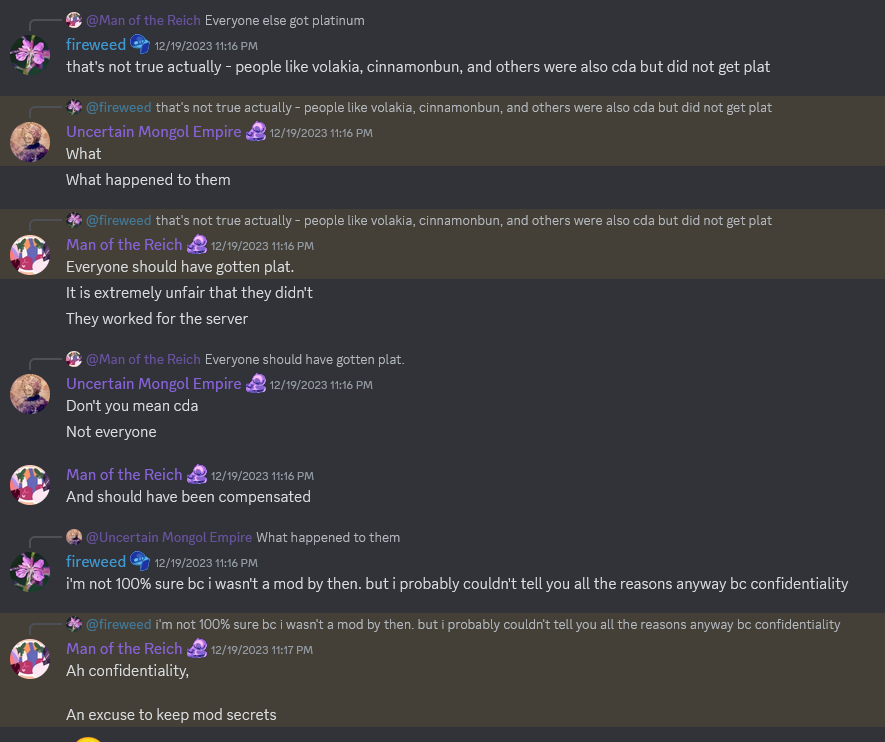 @Man of the Reich Everyone else got platinum
fireweed 12/19/2023 11:16 PM
that's not true actually - people like volakia, cinnamonbun, and others were also cda but did not get plat
@fireweed that's not true actually - people like volakia, cinnamonbun, and others were also cda but did not get plat
Uncertain Mongol Empire 12/19/2023 11:16 PM
What
What happened to them
@fireweed that's not true actually - people like volakia, cinnamonbun, and others were also cda but did not get plat
Man of the Reich 12/19/2023 11:16 PM
Everyone should have gotten plat.
It is extremely unfair that they didn't
They worked for the server
@Man of the Reich Everyone should have gotten plat.
Uncertain Mongol Empire 12/19/2023 11:16 PM
Don't you mean cda
Not everyone
Man of the Reich 12/19/2023 11:16 PM
And should have been compensated
@Uncertain Mongol Empire What happened to them
fireweed 12/19/2023 11:16 PM
i'm not 100% sure bc i wasn't a mod by then. but i probably couldn't tell you all the reasons anyway bc confidentiality
@fireweed i'm not 100% sure bc i wasn't a mod by then. but i probably couldn't tell you all the reasons anyway bc confidentiality
Man of the Reich 12/19/2023 11:17 PM
Ah confidentiality,
An excuse to keep mod secrets